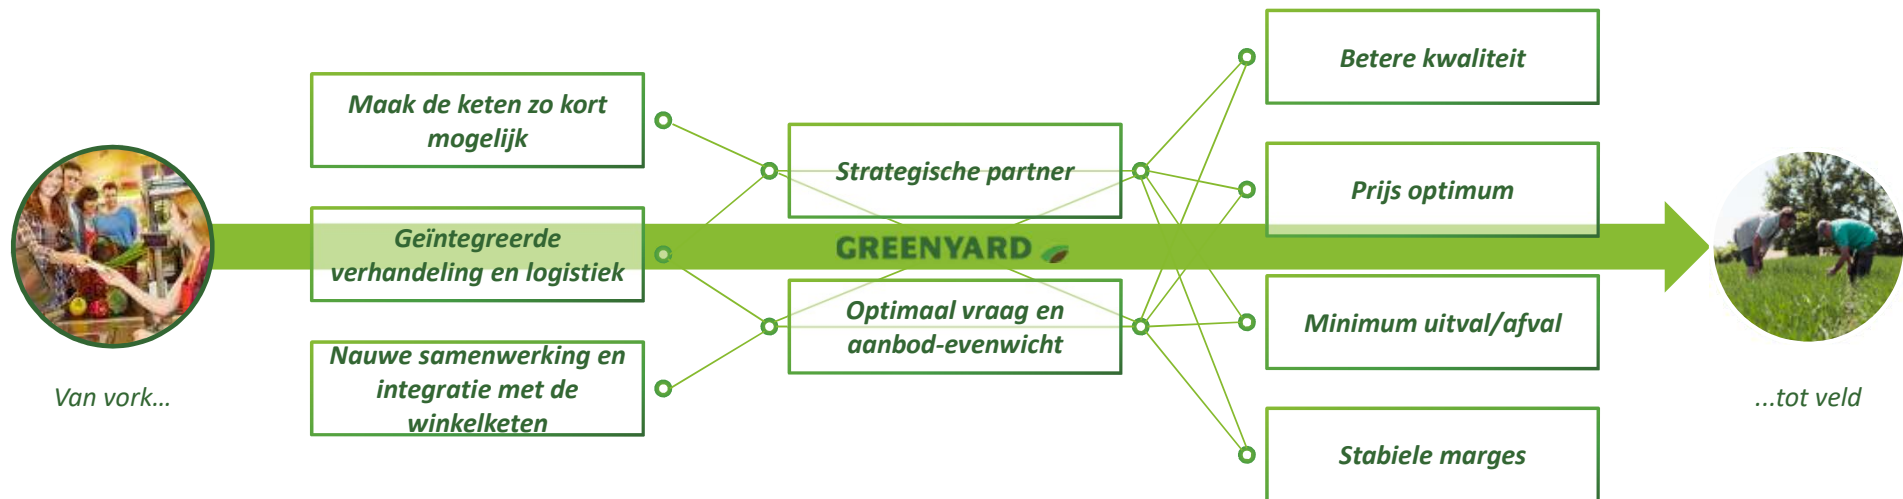 Van vork...
Maak de keten zo kort
mogelijk
Geïntegreerde
verhandeling en logistiek
Nauwe samenwerking en
integratie met de
winkelketen
Strategische partner
GREENYARD
Optimaal vraag en
aanbod-evenwicht
Betere kwaliteit
Prijs optimum
Minimum uitval/afval
Stabiele marges
...tot veld